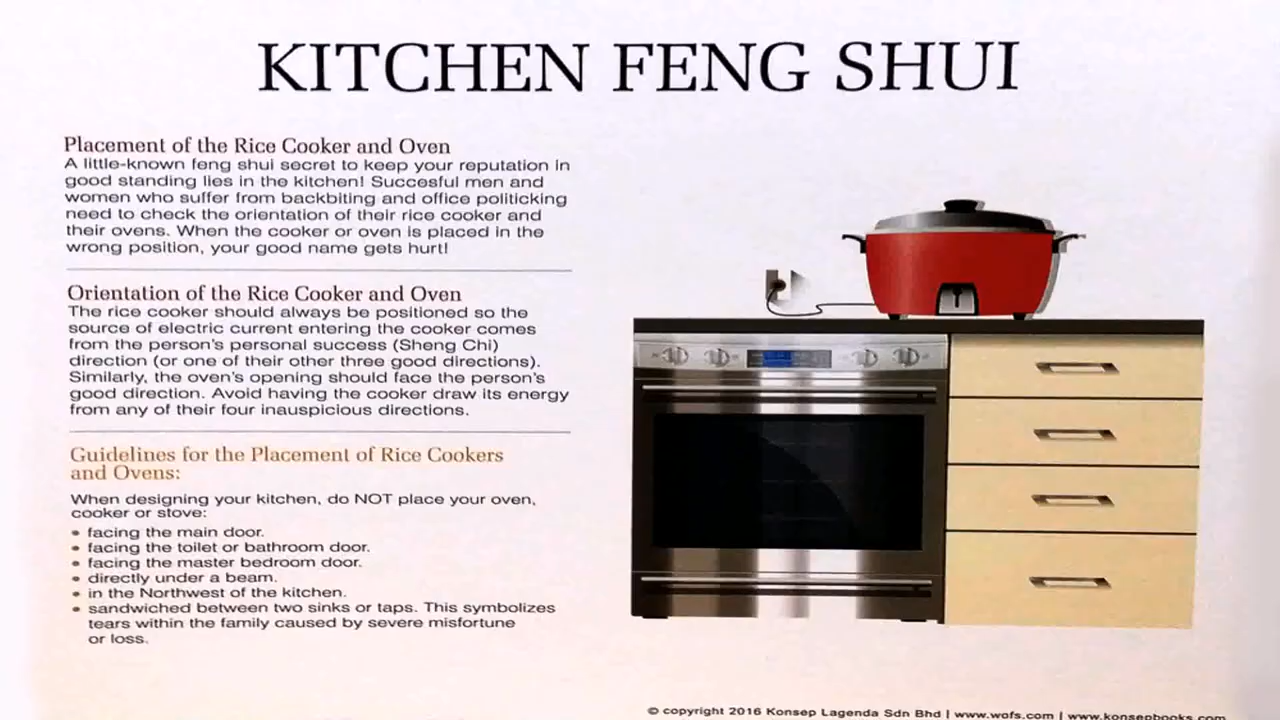 KITCHEN FENG SHUI
Placement of the Rice Cooker and Oven
A little-known feng shui secret to keep your reputation in
good standing lies in the kitchen! Succesful men and
women who suffer from backbiting and office politicking
need to check the orientation of their rice cooker and
their ovens. When the cooker or oven is placed in the
wrong position, your good name gets hurt!
Orientation of the Rice Cooker and Oven
The rice cooker should always be positioned so the
source of electric current entering the cooker comes
from the person's personal success (Sheng Chi)
direction (or one of their other three good directions).
Similarly, the oven's opening should face the person's
good direction. Avoid having the cooker draw its energy
from any of their four inauspicious directions.
Guidelines for the Placement of Rice Cookers
and Ovens:
When designing your kitchen, do NOT place your oven,
cooker or stove:
• facing the main door.
• facing the toilet or bathroom door.
• facing the master bedroom door.
• directly under a beam.
• in the Northwest of the kitchen.
• sandwiched between two sinks or taps. This symbolizes
tears within the family caused by severe misfortune
or loss.
© copyright 2016 Konsep Lagenda Sdn Bhd | www.wofs.com | www.konsepbooks.com